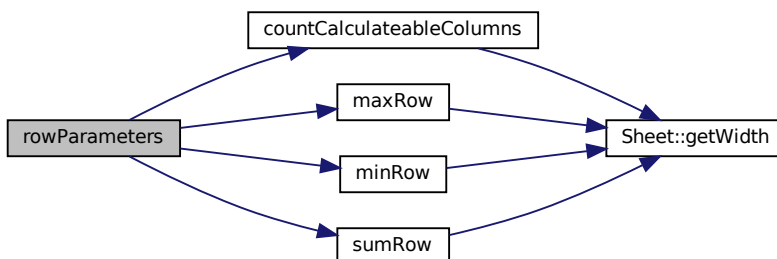 countCalculateableColumns
maxRow
rowParameters
Sheet::getWidth
minRow
sumRow